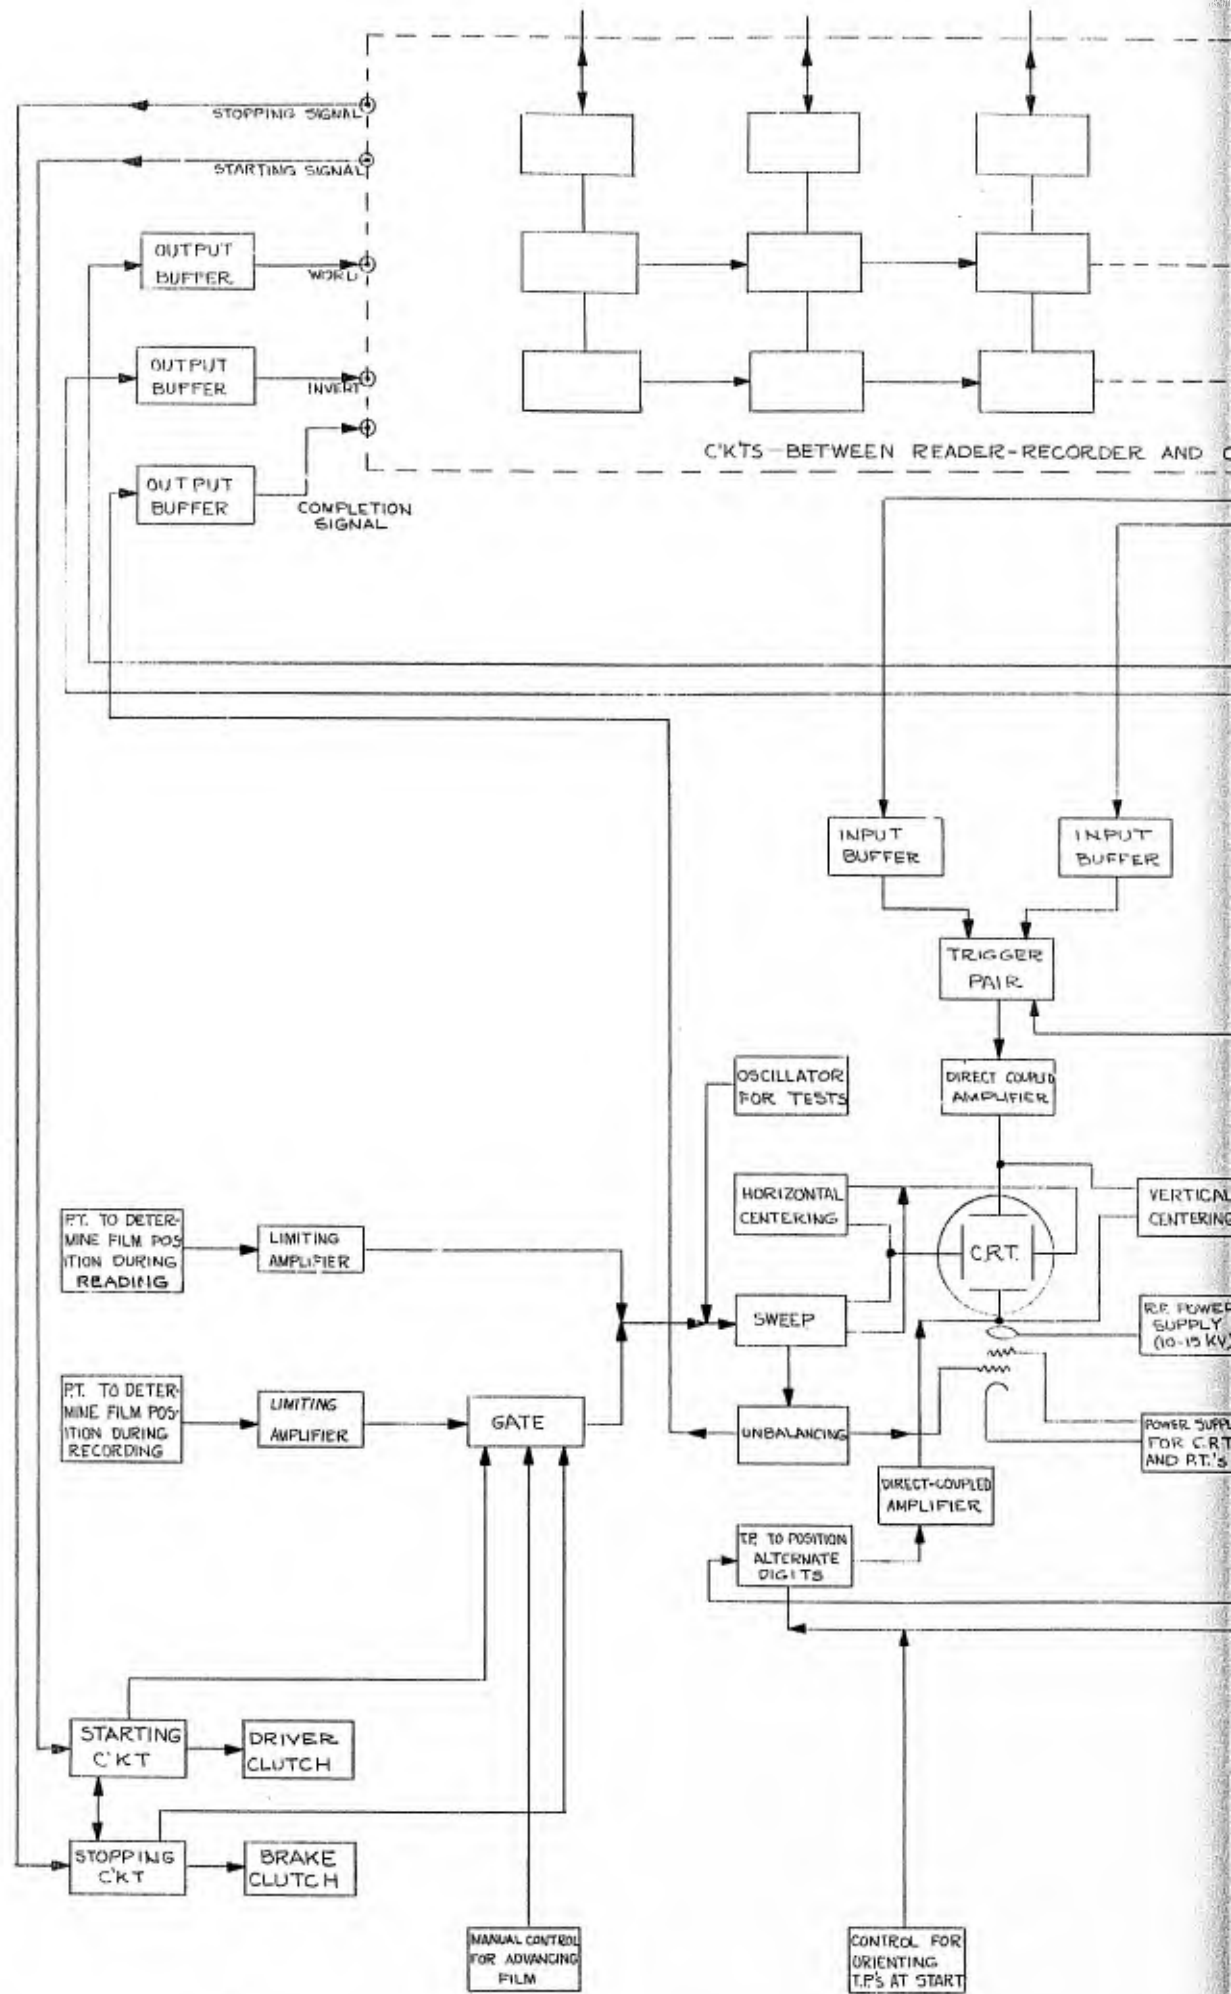 STOPPING SIGNAL
STARTING SIGNAL
OUTPUT
BUFFER
WORD
OUTPUT
BUFFER
INVERT
C'K'TS - BETWEEN READER-RECORDER AND
OUTPUT
BUFFER
COMPLETION
SIGNAL
INPUT
BUFFER
INPUT
BUFFER
TRIGGER
PAIR
OSCILLATOR
FOR TESTS
DIRECT COUPLED
AMPLIFIER
HORIZONTAL
CENTERING
VERTICAL
CENTERING
P.T. TO DETER-
MINE FILM POS
ITION DURING
READING
LIMITING
AMPLIFIER
C.R.T.
SWEEP
R.F. POWER
SUPPLY
(10-15 KV)
P.T. TO DETER-
MINE FILM POS-
ITION DURING
RECORDING
LIMITING
AMPLIFIER
GATE
UNBALANCING
POWER SUPPL
FOR C.R.T
AND P.T.'s
DIRECT-COUPLED
AMPLIFIER
T.P. TO POSITION
ALTERNATE
DIGITS
STARTING
C'KT
DRIVER
CLUTCH
STOPPING
C'KT
BRAKE
CLUTCH
MANUAL CONTROL
FOR ADVANCING
FILM
CONTROL FOR
ORIENTING
T.P.'s AT START